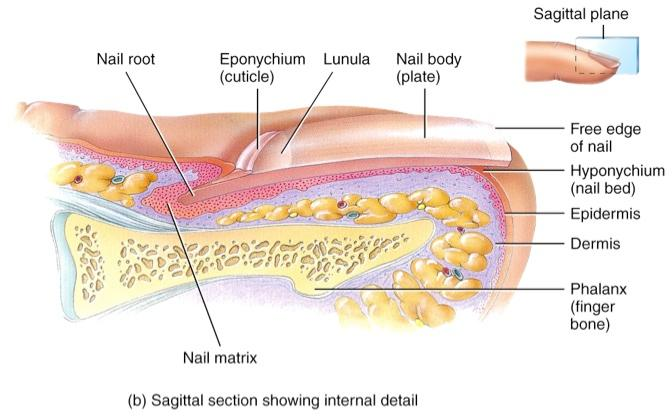 Sagittal plane
Nail root
Eponychium
(cuticle)
Lunula
Nail body
(plate)
Free edge
of nail
Hyponychium
(nail bed)
Epidermis
Dermis
Phalanx
(finger
bone)
Nail matrix
(b) Sagittal section showing internal detail